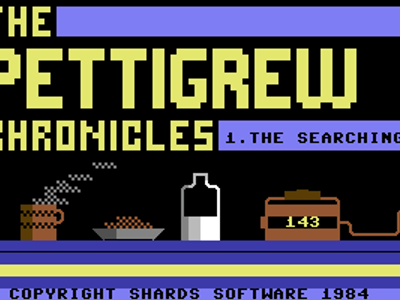 THE
PETTIGREW
CHRONICLES
1.THE SEARCHING
143
COPYRIGHT SHARDS SOFTWARE 1984